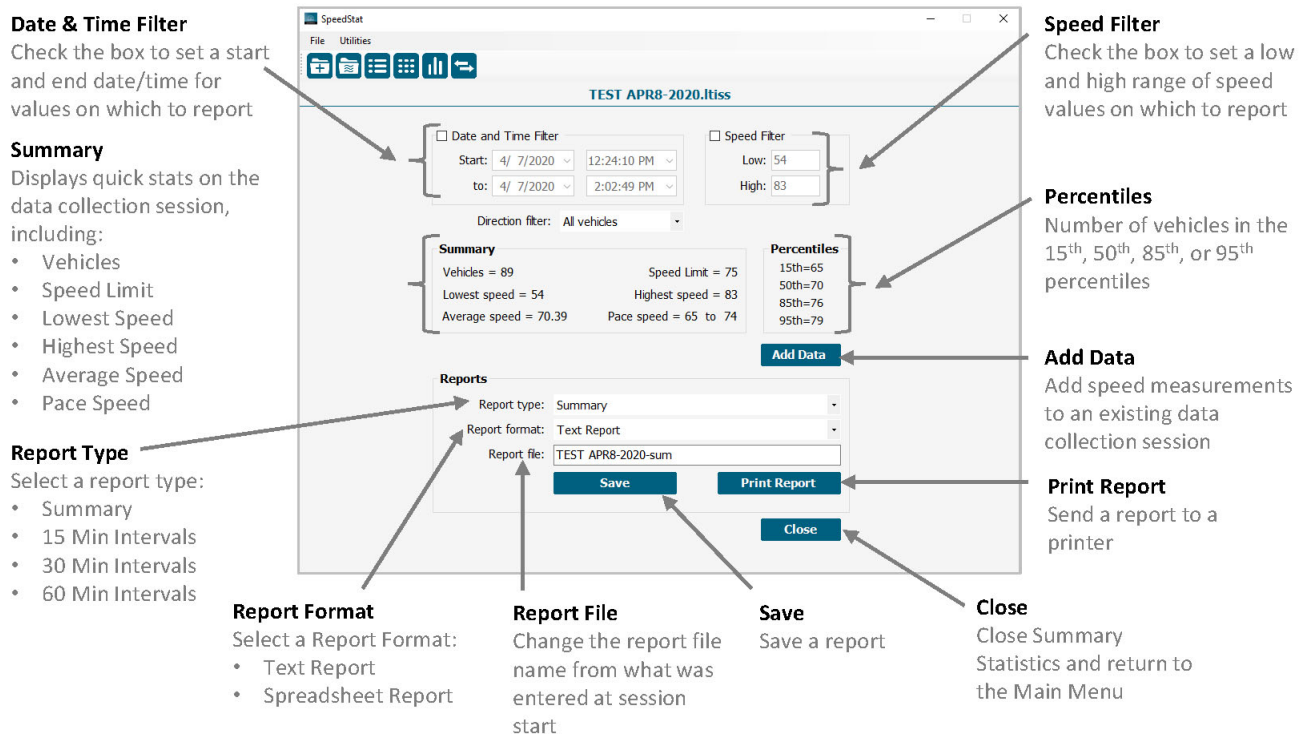 Date & Time Filter
Check the box to set a start
and end date/time for
values on which to report
Summary
Displays quick stats on the
data collection session,
including:
• Vehicles
• Speed Limit
• Lowest Speed
• Highest Speed
• Average Speed
• Pace Speed
Report Type
Select a report type:
• Summary
• 15 Min Intervals
• 30 Min Intervals
• 60 Min Intervals
SpeedStat
File Utilities
TEST APR8-2020.ltiss
Date and Time Filter
Start: 4/ 7/2020 12:24:10 PM
to: 4/ 7/2020 2:02:49 PM
Speed Filter
Low: 54
High: 83
Direction filter: All vehicles
Summary
Vehicles = 89 Speed Limit = 75
Lowest speed = 54 Highest speed = 83
Average speed = 70.39 Pace speed = 65 to 74
Percentiles
15th=65
50th=70
85th=76
95th=79
Add Data
Reports
Report type: Summary
Report format: Text Report
Report file: TEST APR8-2020-sum
Save Print Report
Close
Speed Filter
Check the box to set a low
and high range of speed
values on which to report
Percentiles
Number of vehicles in the
15th, 50th, 85th, or 95th
percentiles
Add Data
Add speed measurements
to an existing data
collection session
Print Report
Send a report to a
printer
Report Format
Select a Report Format:
• Text Report
• Spreadsheet Report
Report File
Change the report file
name from what was
entered at session
start
Save
Save a report
Close
Close Summary
Statistics and return to
the Main Menu